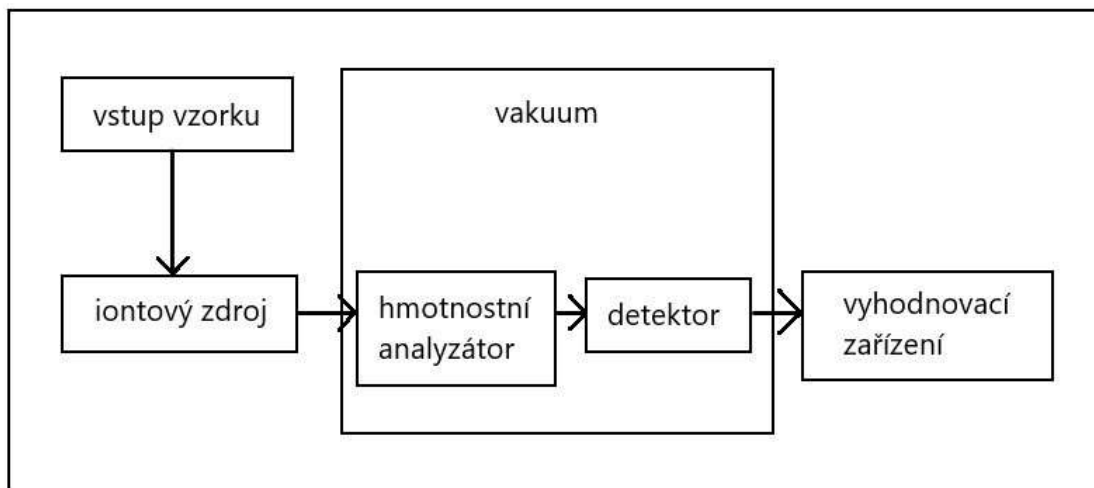 vstup vzorku
vakuum
iontový zdroj
hmotnostní
analyzátor
detektor
vyhodnovací
zařízení